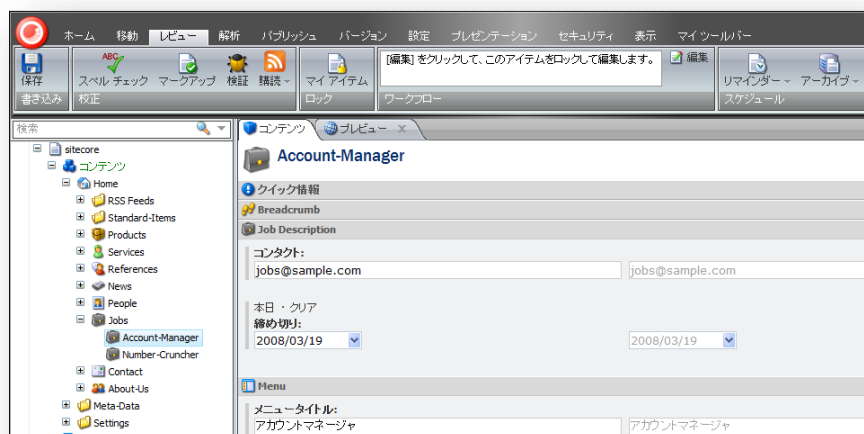 ホーム 移動 レビュー 解析 パブリッシュ バージョン 設定 プレゼンテーション セキュリティ 表示 マイ ツールバー
保存
書き込み
ABC
スペル チェック マークアップ 検証 購読
校正
マイ アイテム
ロック
[編集] をクリックして、このアイテムをロックして編集します。 編集
ワークフロー
リマインダー アーカイブ
スケジュール
検索
コンテンツ プレビュー x
sitecore
コンテンツ
Home
RSS Feeds
Standard-Items
Products
Services
References
News
People
Jobs
Account-Manager
Number-Cruncher
Contact
About-Us
Meta-Data
Settings
Account-Manager
クイック情報
Breadcrumb
Job Description
コンタクト:
jobs@sample.com jobs@sample.com
本日 ・ クリア
締め切り:
2008/03/19 2008/03/19
Menu
メニュータイトル:
アカウントマネージャ アカウントマネージャ